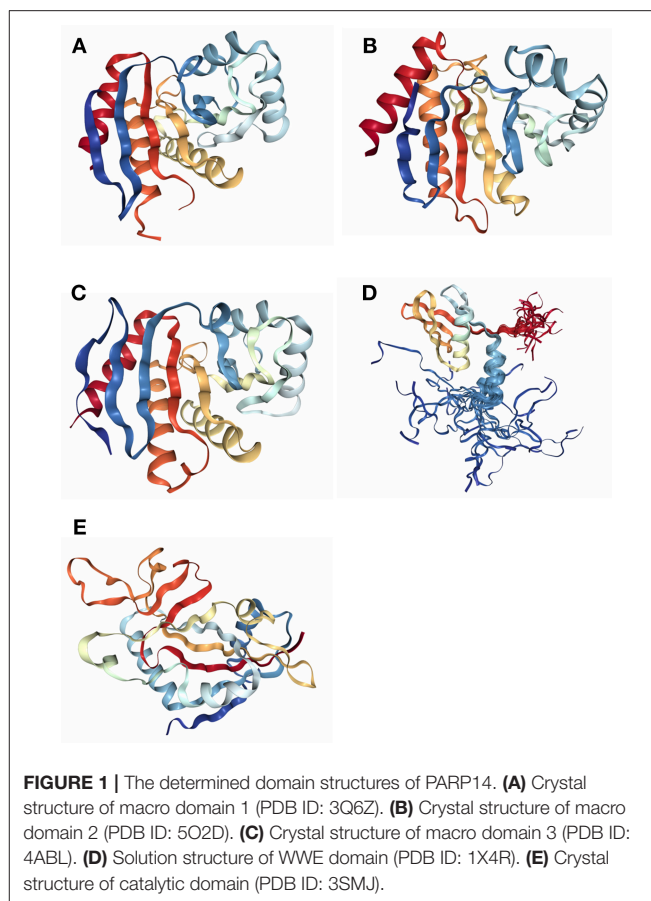 A
B
C
D
E
FIGURE 1 | The determined domain structures of PARP14. (A) Crystal
structure of macro domain 1 (PDB ID: 3Q6Z). (B) Crystal structure of macro
domain 2 (PDB ID: 5O2D). (C) Crystal structure of macro domain 3 (PDB ID:
4ABL). (D) Solution structure of WWE domain (PDB ID: 1X4R). (E) Crystal
structure of catalytic domain (PDB ID: 3SMJ).